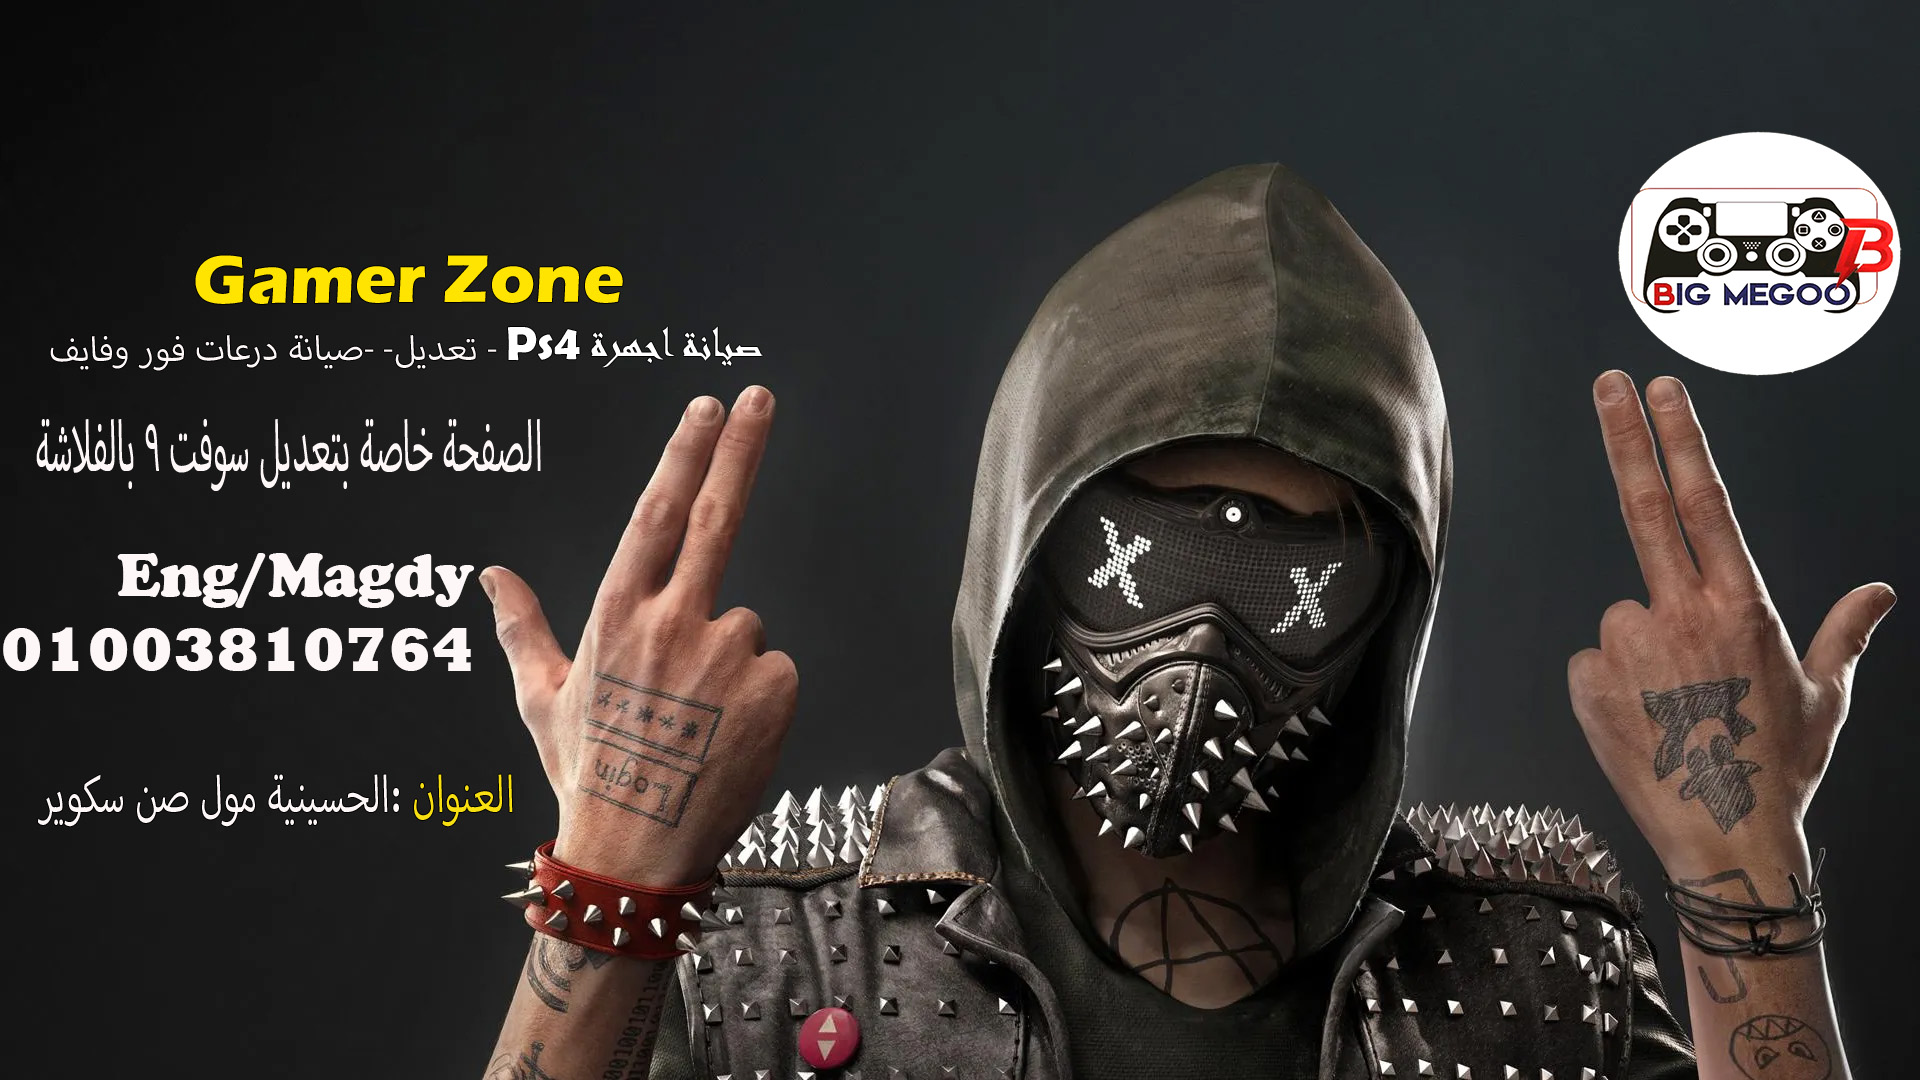 Gamer Zone
صيانة اجهزة Ps4 - تعديل- -صيانة درعات فور وفايف
الصفحة خاصة بتعديل سوفت ٩ بالفلاشة
Eng/Magdy
01003810764
العنوان :الحسينية مول صن سكوير
B
BIG MEGOO
*****
Login